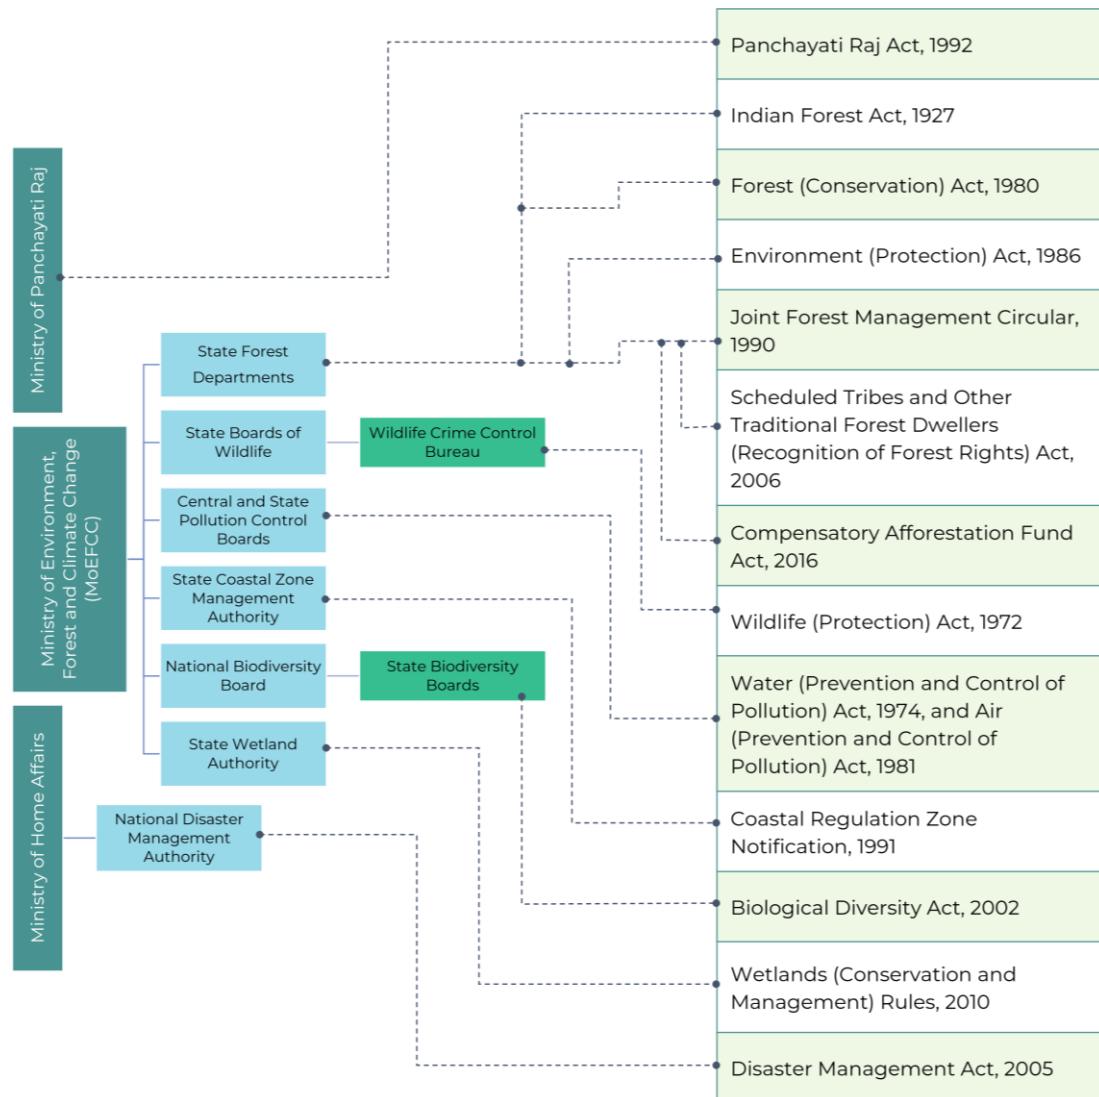 Ministry of Panchayati Raj
Ministry of Environment,
Forest and Climate Change
(MoEFCC)
Ministry of Home Affairs
State Forest
Departments
State Boards of
Wildlife
Central and State
Pollution Control
Boards
State Coastal Zone
Management
Authority
National Biodiversity
Board
State Wetland
Authority
National Disaster
Management
Authority
Wildlife Crime Control
Bureau
State Biodiversity
Boards
Panchayati Raj Act, 1992
Indian Forest Act, 1927
Forest (Conservation) Act, 1980
Environment (Protection) Act, 1986
Joint Forest Management Circular,
1990
Scheduled Tribes and Other
Traditional Forest Dwellers
(Recognition of Forest Rights) Act,
2006
Compensatory Afforestation Fund
Act, 2016
Wildlife (Protection) Act, 1972
Water (Prevention and Control of
Pollution) Act, 1974, and Air
(Prevention and Control of
Pollution) Act, 1981
Coastal Regulation Zone
Notification, 1991
Biological Diversity Act, 2002
Wetlands (Conservation and
Management) Rules, 2010
Disaster Management Act, 2005